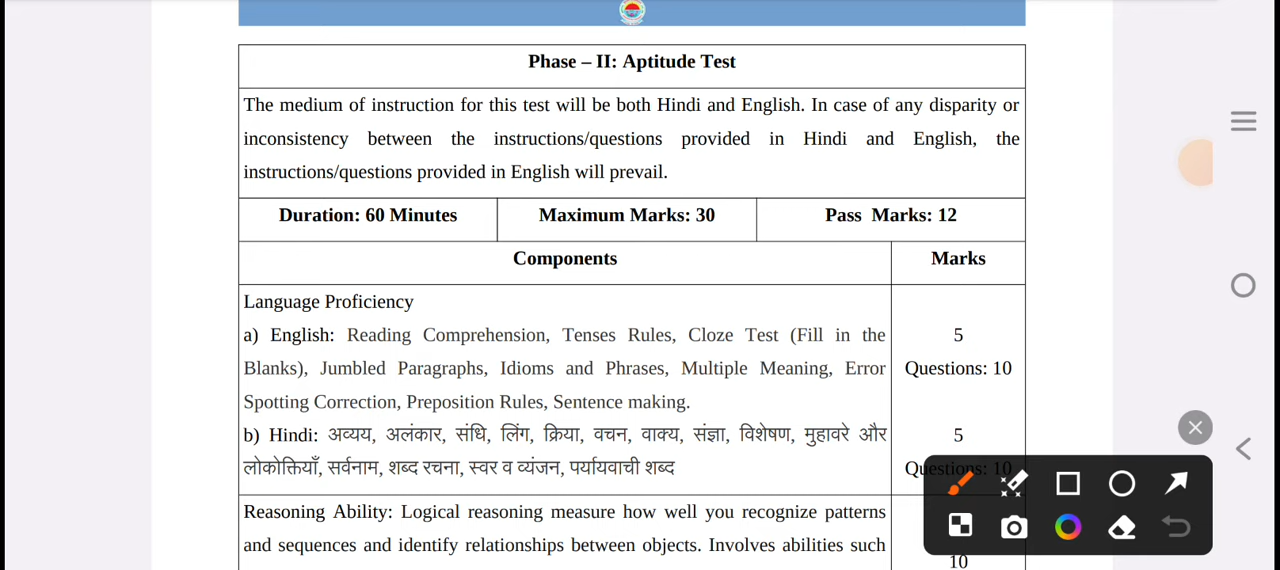 Phase – II: Aptitude Test
The medium of instruction for this test will be both Hindi and English. In case of any disparity or
inconsistency between the instructions/questions provided in Hindi and English, the
instructions/questions provided in English will prevail.
Duration: 60 Minutes
Maximum Marks: 30
Pass Marks: 12
Components
Marks
Language Proficiency
a) English: Reading Comprehension, Tenses Rules, Cloze Test (Fill in the
Blanks), Jumbled Paragraphs, Idioms and Phrases, Multiple Meaning, Error
Spotting Correction, Preposition Rules, Sentence making.
5
Questions: 10
b) Hindi: अव्यय, अलंकार, संधि, लिंग, क्रिया, वचन, वाक्य, संज्ञा, विशेषण, मुहावरे और
लोकोक्तियाँ, सर्वनाम, शब्द रचना, स्वर व व्यंजन, पर्यायवाची शब्द
5
Questions: 10
Reasoning Ability: Logical reasoning measure how well you recognize patterns
and sequences and identify relationships between objects. Involves abilities such
10